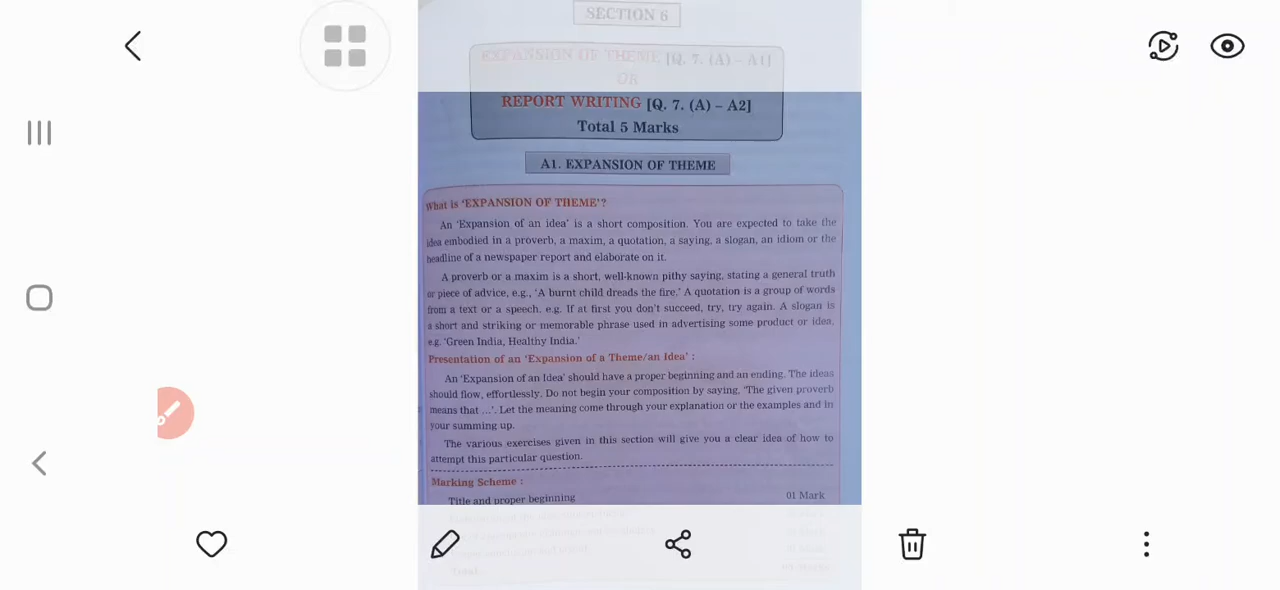 SECTION 6
EXPANSION OF THEME [Q. 7. (A) – A1]
OR
REPORT WRITING [Q. 7. (A) – A2]
Total 5 Marks
A1. EXPANSION OF THEME
What is ‘EXPANSION OF THEME’?
An ‘Expansion of an idea’ is a short composition. You are expected to take the
idea embodied in a proverb, a maxim, a quotation, a saying, a slogan, an idiom or the
headline of a newspaper report and elaborate on it.
A proverb or a maxim is a short, well-known pithy saying, stating a general truth
or piece of advice, e.g., ‘A burnt child dreads the fire.’ A quotation is a group of words
from a text or a speech. e.g. If at first you don’t succeed, try, try again. A slogan is
a short and striking or memorable phrase used in advertising some product or idea.
e.g. ‘Green India, Healthy India.’
Presentation of an ‘Expansion of a Theme/an Idea’ :
An ‘Expansion of an Idea’ should have a proper beginning and an ending. The ideas
should flow, effortlessly. Do not begin your composition by saying, ‘The given proverb
means that ...’. Let the meaning come through your explanation or the examples and in
your summing up.
The various exercises given in this section will give you a clear idea of how to
attempt this particular question.
Marking Scheme :
Title and proper beginning 01 Mark
Total